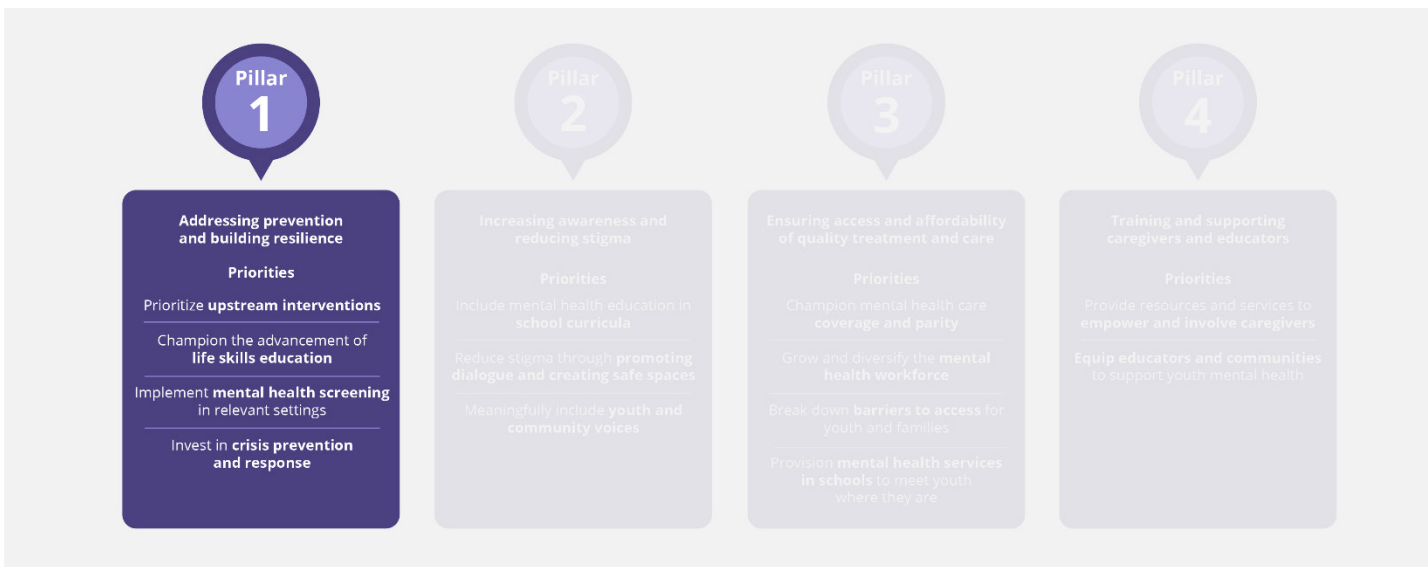 Pillar
1
Addressing prevention
and building resilience
Priorities
Prioritize upstream interventions
Champion the advancement of
life skills education
Implement mental health screening
in relevant settings
Invest in crisis prevention
and response
Pillar
2
Increasing awareness and
reducing stigma
Priorities
Include mental health education in
school curricula
Reduce stigma through promoting
dialogue and creating safe spaces
Meaningfully include youth and
community voices
Pillar
3
Ensuring access and affordability
of quality treatment and care
Priorities
Champion mental health care
coverage and parity
Grow and diversify the mental
health workforce
Break down barriers to access for
youth and families
Provision mental health services
in schools to meet youth
where they are
Pillar
4
Training and supporting
caregivers and educators
Priorities
Provide resources and services to
empower and involve caregivers
Equip educators and communities
to support youth mental health